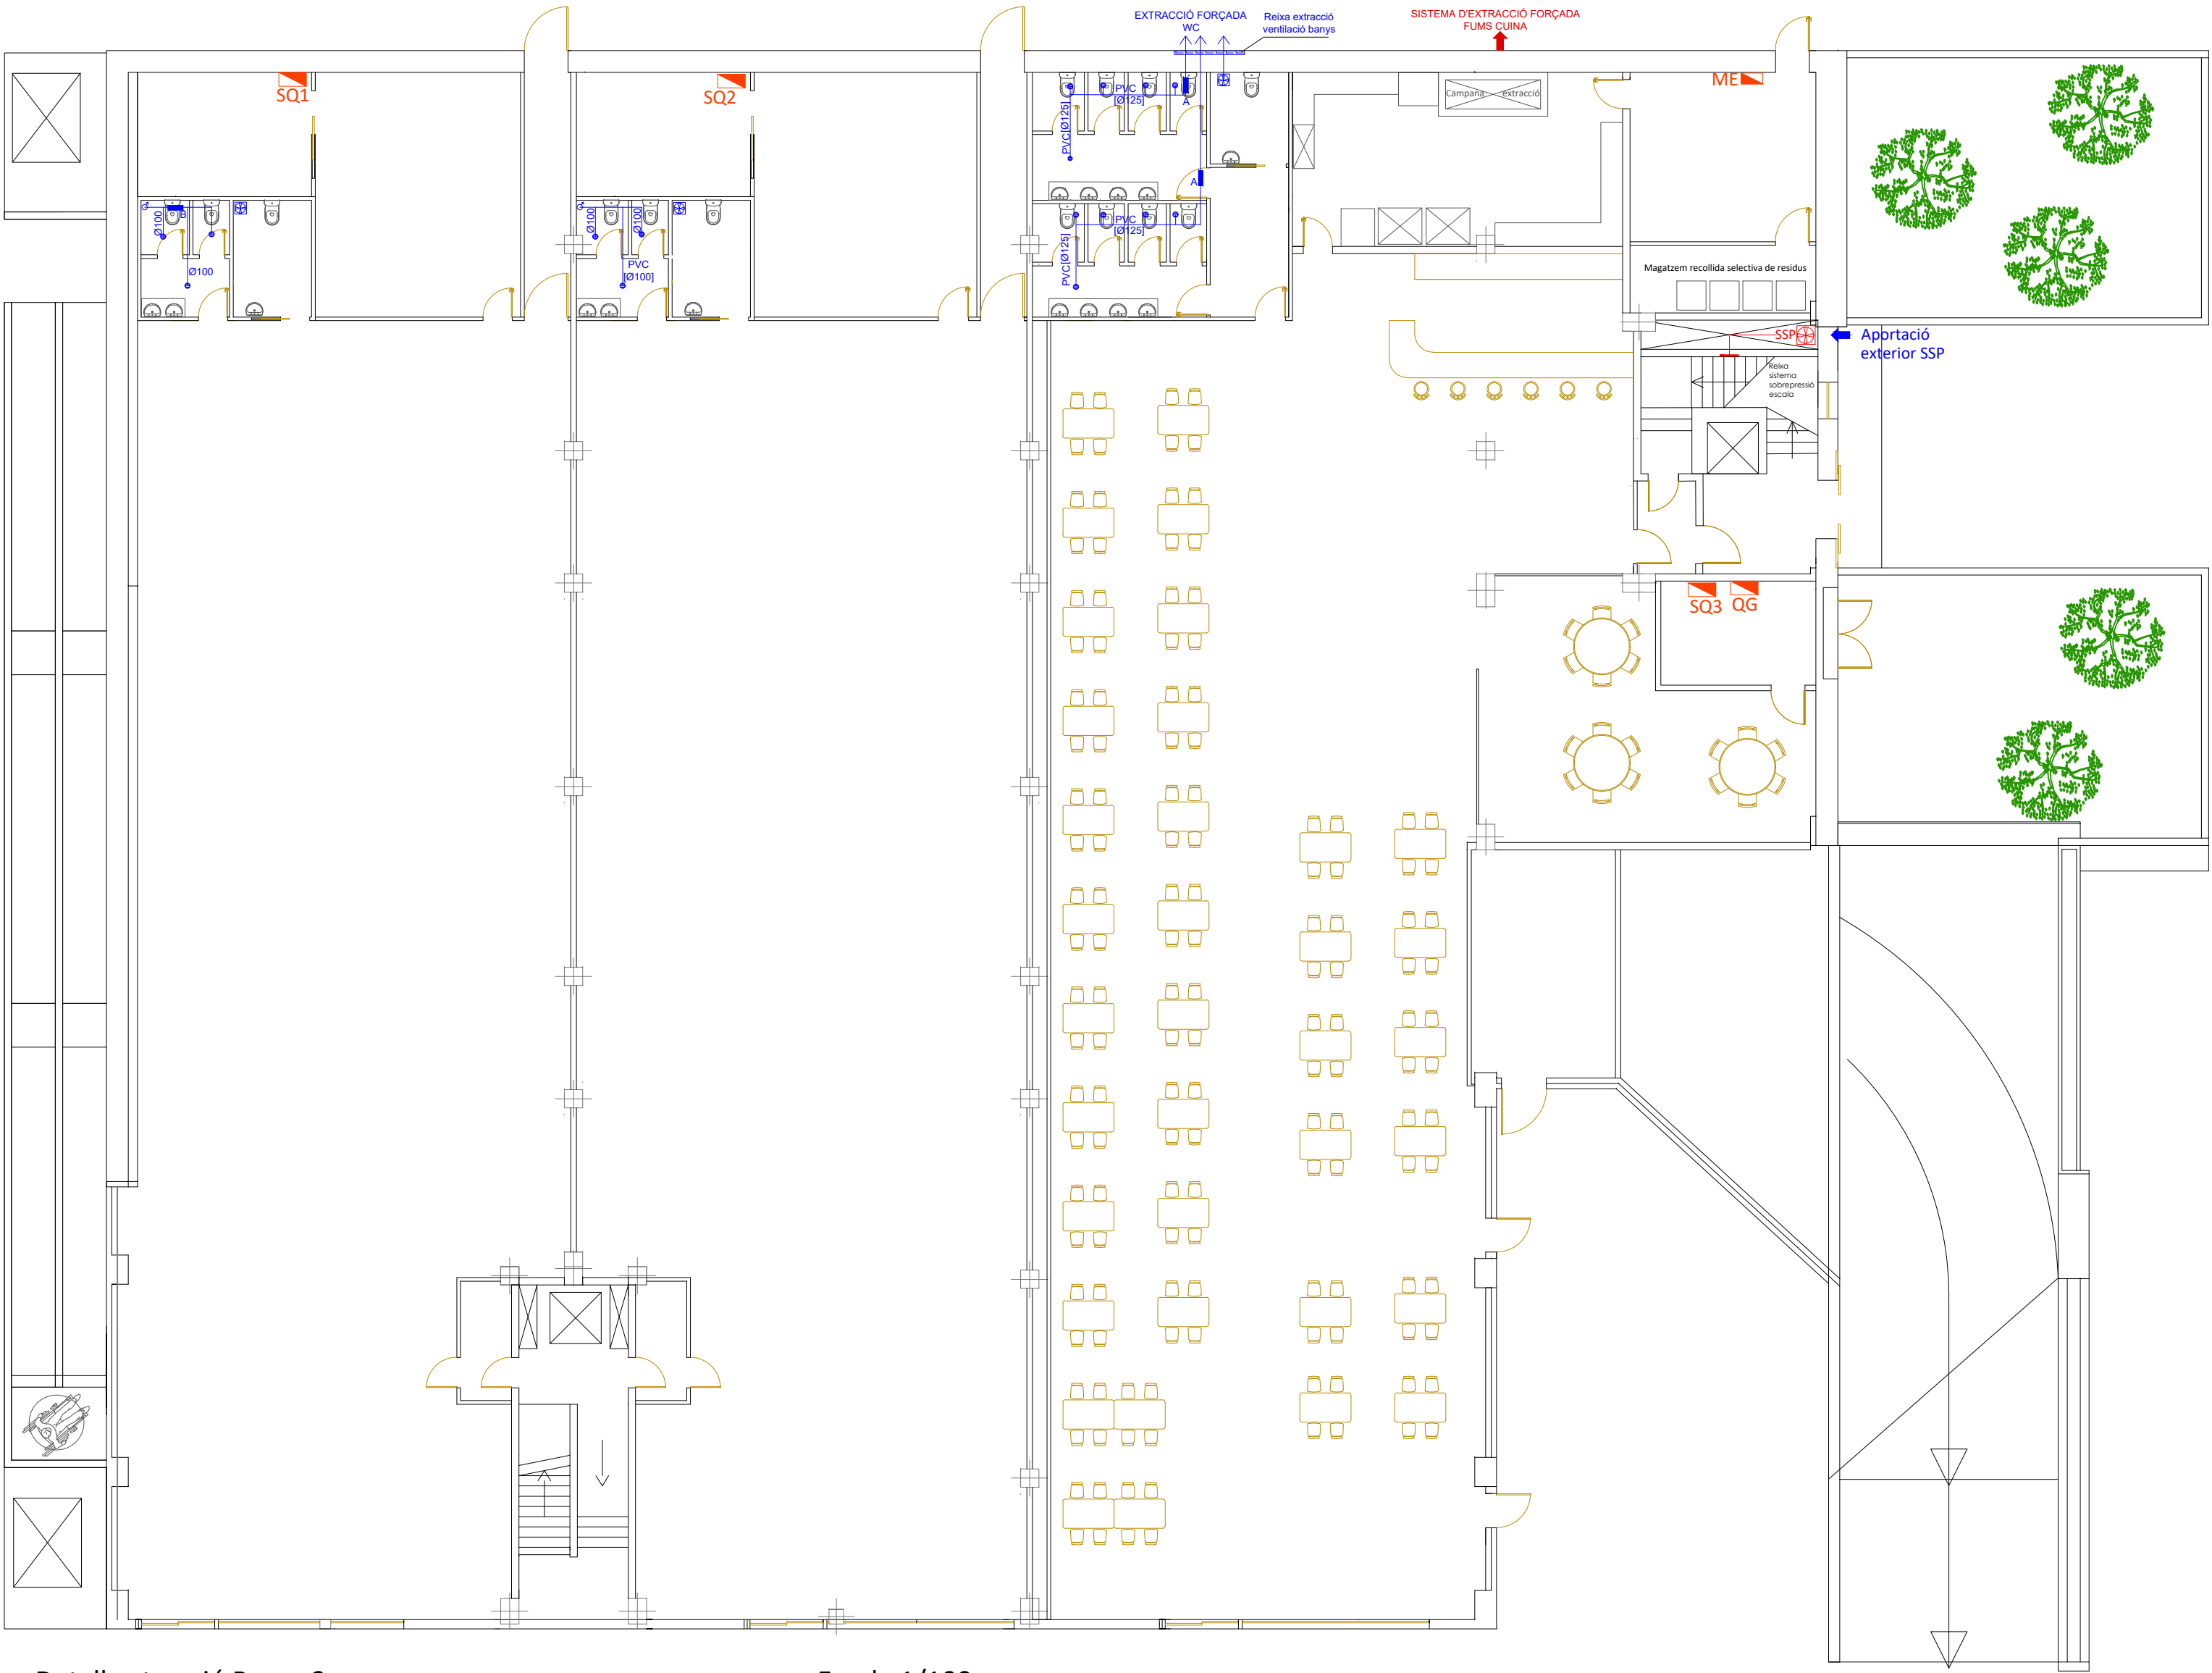 EXTRACCIÓ FORÇADA
WC
Reixa extracció
ventilació banys
SISTEMA D'EXTRACCIÓ FORÇADA
FUMS CUINA
SQ1
SQ2
ME
PVC
[Ø125]
A
PVC[Ø125]
Campana extracció
A
PVC
[Ø125]
PVC[Ø125]
Ø100
B
Ø100
Ø100
Ø100
PVC
[Ø100]
Magatzem recollida selectiva de residus
SSP
Aportació
exterior SSP
Reixa
sistema
sobrepressió
escala
SQ3
QG